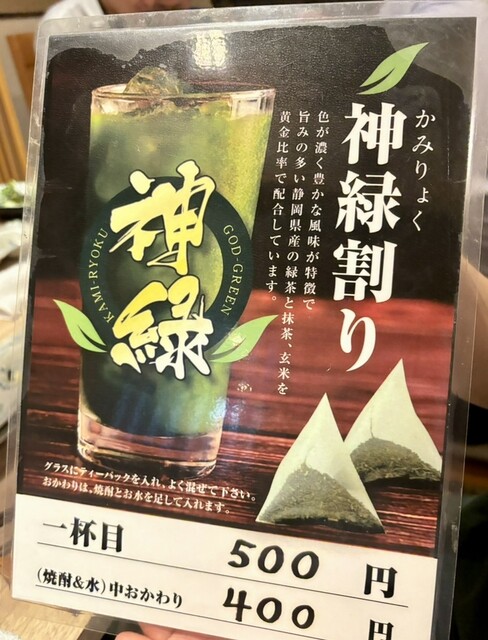 かみりょく
神緑割り
色が濃く豊かな風味が特徴で
旨みの多い静岡県産の緑茶と抹茶、玄米を
黄金比率で配合しています。
神緑
KAMI-RYOKU
GOD-GREEN
グラスにティーパックを入れ、よく混ぜて下さい。
おかわりは、焼酎とお水を足して入れます。
一杯目 500 円
(焼酎&水)中おかわり 400 円